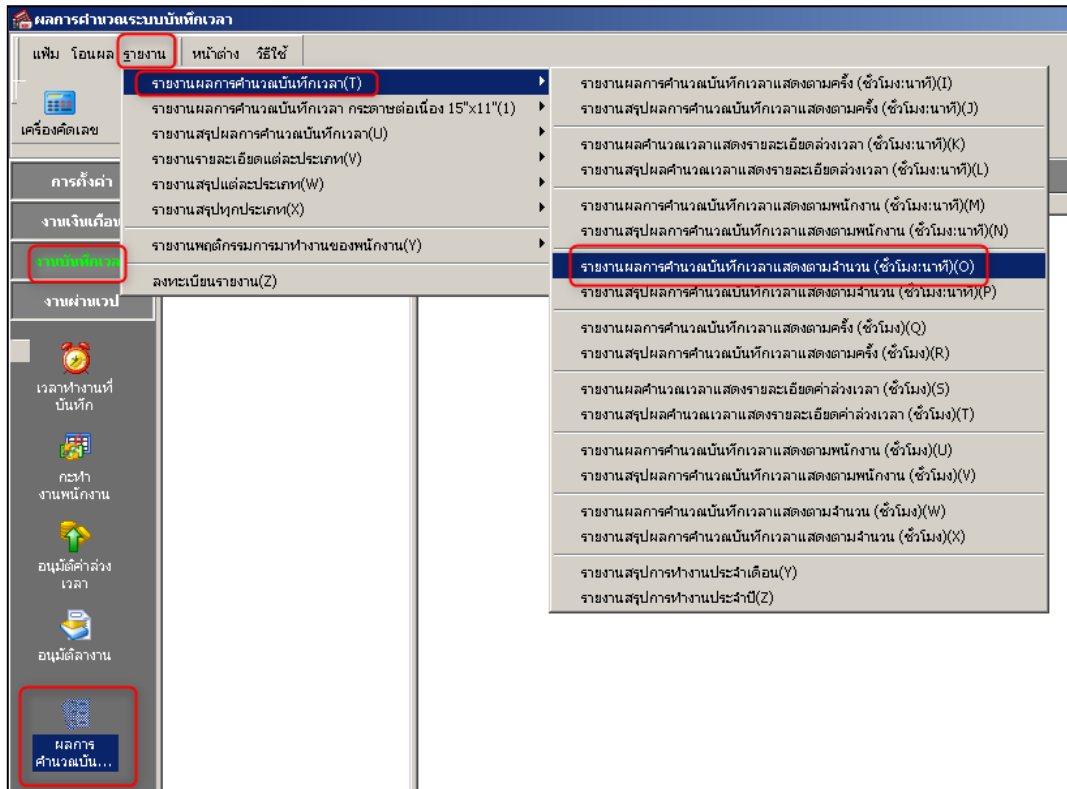 ผลการคำนวณระบบบันทึกเวลา
แฟ้ม โอนผล รายงาน หน้าต่าง วิธีใช้
เครื่องคิดเลข
รายงานผลการคำนวณบันทึกเวลา(T)
รายงานผลการคำนวณบันทึกเวลา กระดาษต่อเนื่อง 15"x11"(1)
รายงานสรุปผลการคำนวณบันทึกเวลา(U)
รายงานรายละเอียดแต่ละประเภท(V)
รายงานสรุปแต่ละประเภท(W)
รายงานสรุปทุกประเภท(X)
รายงานพฤติกรรมการมาทำงานของพนักงาน(Y)
ลงทะเบียนรายงาน(Z)
รายงานผลการคำนวณบันทึกเวลาแสดงตามครั้ง (ชั่วโมง:นาที)(I)
รายงานสรุปผลการคำนวณบันทึกเวลาแสดงตามครั้ง (ชั่วโมง:นาที)(J)
รายงานผลคำนวณเวลาแสดงรายละเอียดล่วงเวลา (ชั่วโมง:นาที)(K)
รายงานสรุปผลคำนวณเวลาแสดงรายละเอียดล่วงเวลา (ชั่วโมง:นาที)(L)
รายงานผลการคำนวณบันทึกเวลาแสดงตามพนักงาน (ชั่วโมง:นาที)(M)
รายงานสรุปผลการคำนวณบันทึกเวลาแสดงตามพนักงาน (ชั่วโมง:นาที)(N)
รายงานผลการคำนวณบันทึกเวลาแสดงตามจำนวน (ชั่วโมง:นาที)(O)
รายงานสรุปผลการคำนวณบันทึกเวลาแสดงตามจำนวน (ชั่วโมง:นาที)(P)
รายงานผลการคำนวณบันทึกเวลาแสดงตามครั้ง (ชั่วโมง)(Q)
รายงานสรุปผลการคำนวณบันทึกเวลาแสดงตามครั้ง (ชั่วโมง)(R)
รายงานผลคำนวณเวลาแสดงรายละเอียดค่าล่วงเวลา (ชั่วโมง)(S)
รายงานสรุปผลคำนวณเวลาแสดงรายละเอียดค่าล่วงเวลา (ชั่วโมง)(T)
รายงานผลการคำนวณบันทึกเวลาแสดงตามพนักงาน (ชั่วโมง)(U)
รายงานสรุปผลการคำนวณบันทึกเวลาแสดงตามพนักงาน (ชั่วโมง)(V)
รายงานผลการคำนวณบันทึกเวลาแสดงตามจำนวน (ชั่วโมง)(W)
รายงานสรุปผลการคำนวณบันทึกเวลาแสดงตามจำนวน (ชั่วโมง)(X)
รายงานสรุปการทำงานประจำเดือน(Y)
รายงานสรุปการทำงานประจำปี(Z)
การตั้งค่า
งานเงินเดือน
งานบันทึกเวลา
งานผ่านเวป
เวลาทำงานที่
บันทึก
กะทำ
งานพนักงาน
อนุมัติค่าล่วง
เวลา
อนุมัติลางาน
ผลการ
คำนวณบัน...